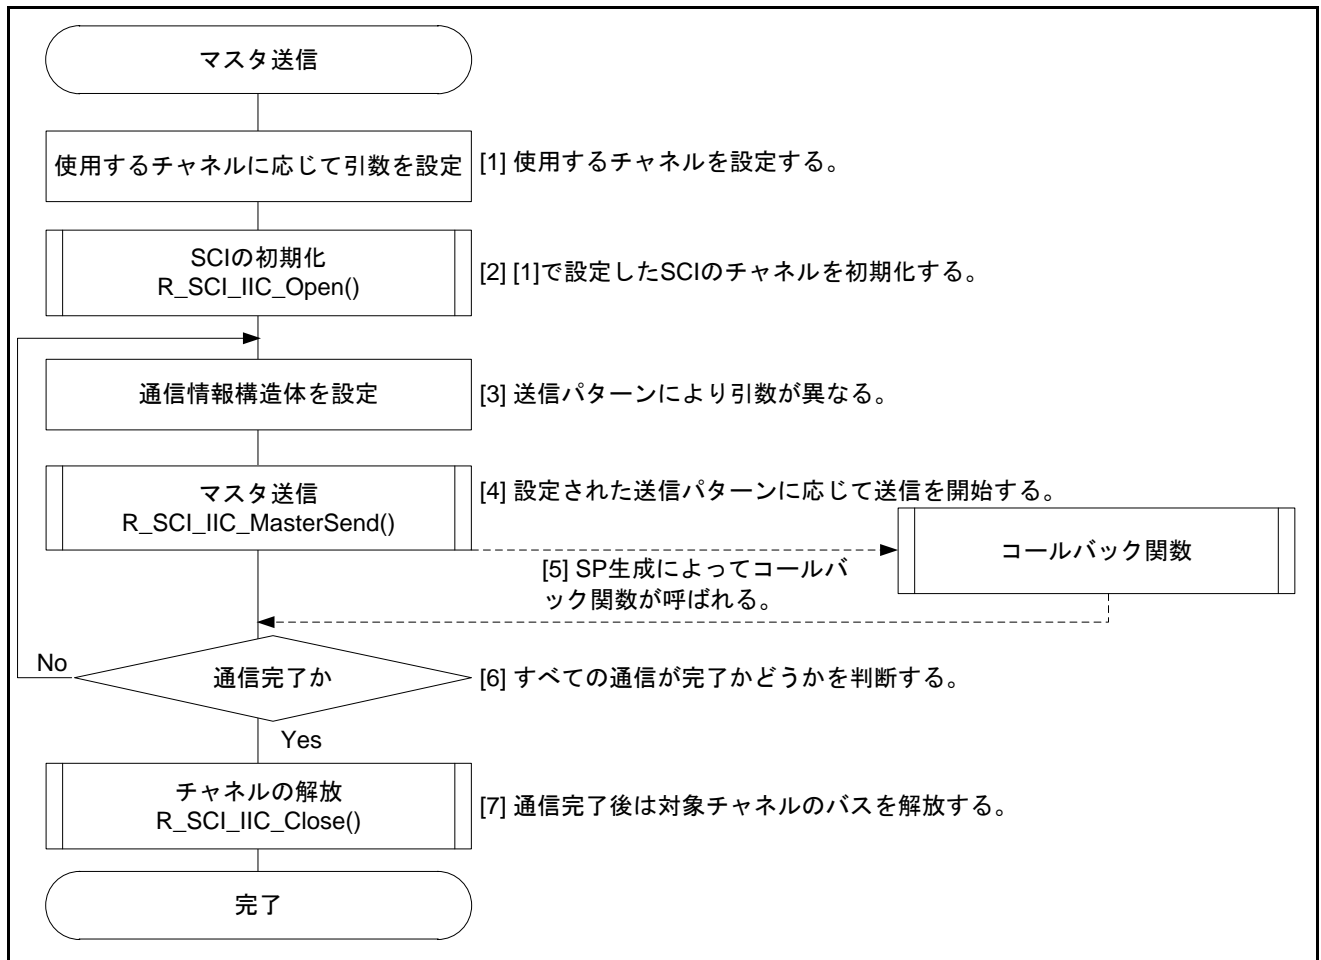 マスタ送信
使用するチャネルに応じて引数を設定
[1] 使用するチャネルを設定する。
SCIの初期化
R_SCI_IIC_Open()
[2] [1]で設定したSCIのチャネルを初期化する。
通信情報構造体を設定
[3] 送信パターンにより引数が異なる。
マスタ送信
R_SCI_IIC_MasterSend()
[4] 設定された送信パターンに応じて送信を開始する。
コールバック関数
[5] SP生成によってコールバ
ック関数が呼ばれる。
No
通信完了か
[6] すべての通信が完了かどうかを判断する。
Yes
チャネルの解放
R_SCI_IIC_Close()
[7] 通信完了後は対象チャネルのバスを解放する。
完了